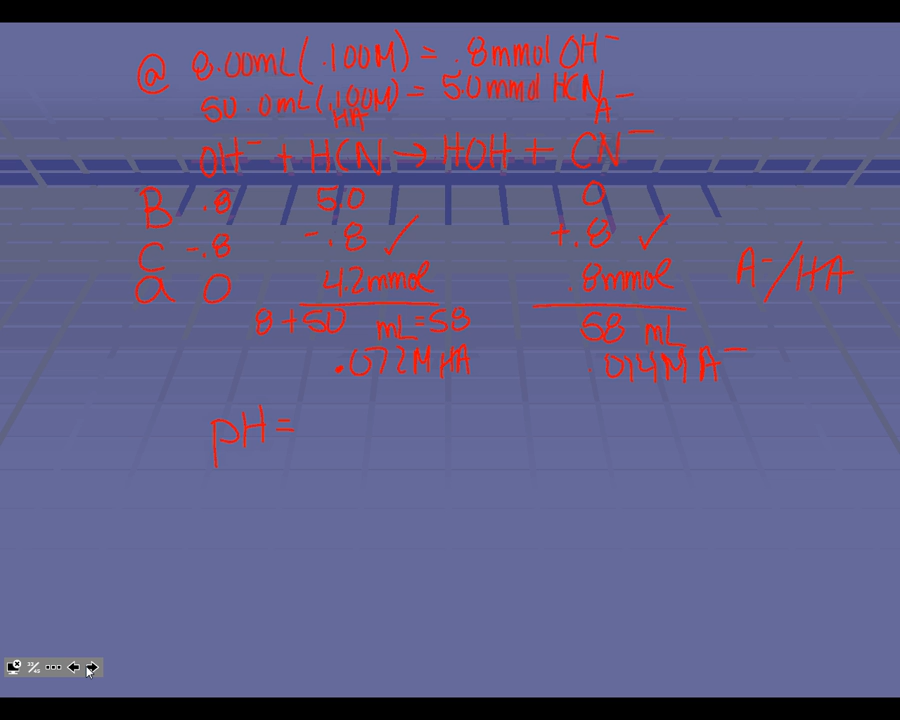 @ 8.00mL(.100M) = .8mmol OH⁻
50.0mL(.100M) = 5.0mmol HCN
HA A⁻
OH⁻ + HCN → HOH + CN⁻
B .8 5.0 0
C -.8 -.8 ✓ +.8 ✓
a 0 4.2mmol .8mmol A⁻/HA
8+50 mL=58 58 mL
.072M HA .014M A⁻
pH=
33/45